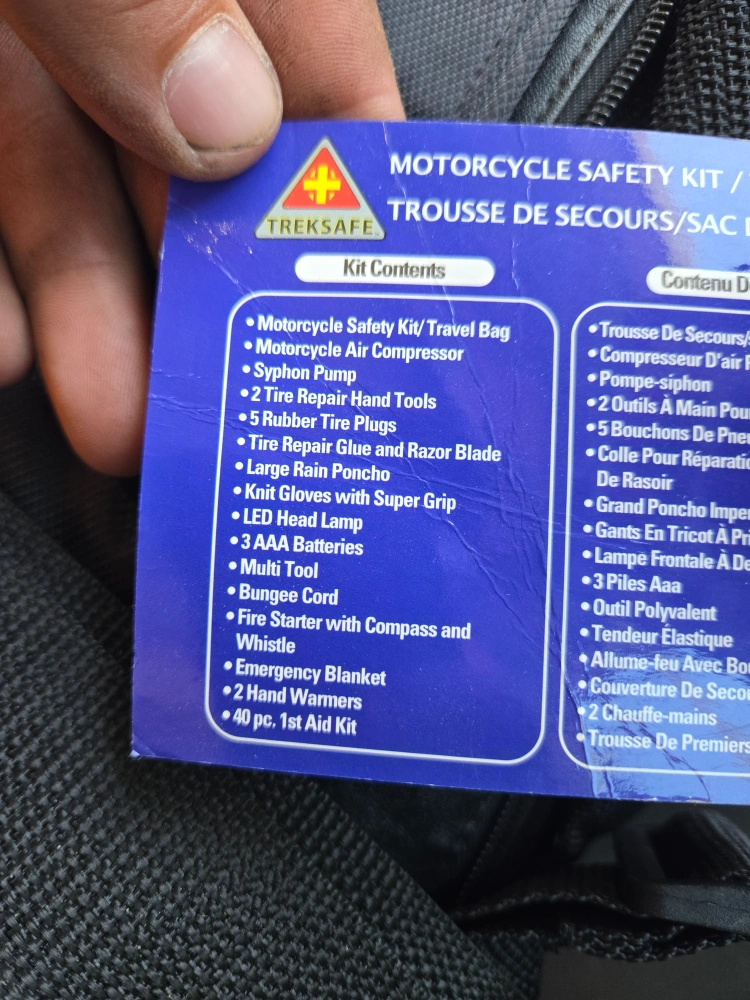 MOTORCYCLE SAFETY KIT /
TREKSAFE
TROUSSE DE SECOURS/SAC
Kit Contents
• Motorcycle Safety Kit/ Travel Bag
• Motorcycle Air Compressor
• Syphon Pump
• 2 Tire Repair Hand Tools
• 5 Rubber Tire Plugs
• Tire Repair Glue and Razor Blade
• Large Rain Poncho
• Knit Gloves with Super Grip
• LED Head Lamp
• 3 AAA Batteries
• Multi Tool
• Bungee Cord
• Fire Starter with Compass and
Whistle
• Emergency Blanket
• 2 Hand Warmers
• 40 pc. 1st Aid Kit
Contenu
• Trousse De Secours/
• Compresseur D'air
• Pompe-siphon
• 2 Outils À Main
• 5 Bouchons De
• Colle Pour
De Rasoir
• Grand Poncho
• Gants En Tricot À
• Lampe Frontale À
• 3 Piles Aaa
• Outil Polyvalent
• Tendeur Élastique
• Allume-feu Avec
• Couverture De
• 2 Chauffe-mains
• Trousse De Premiers